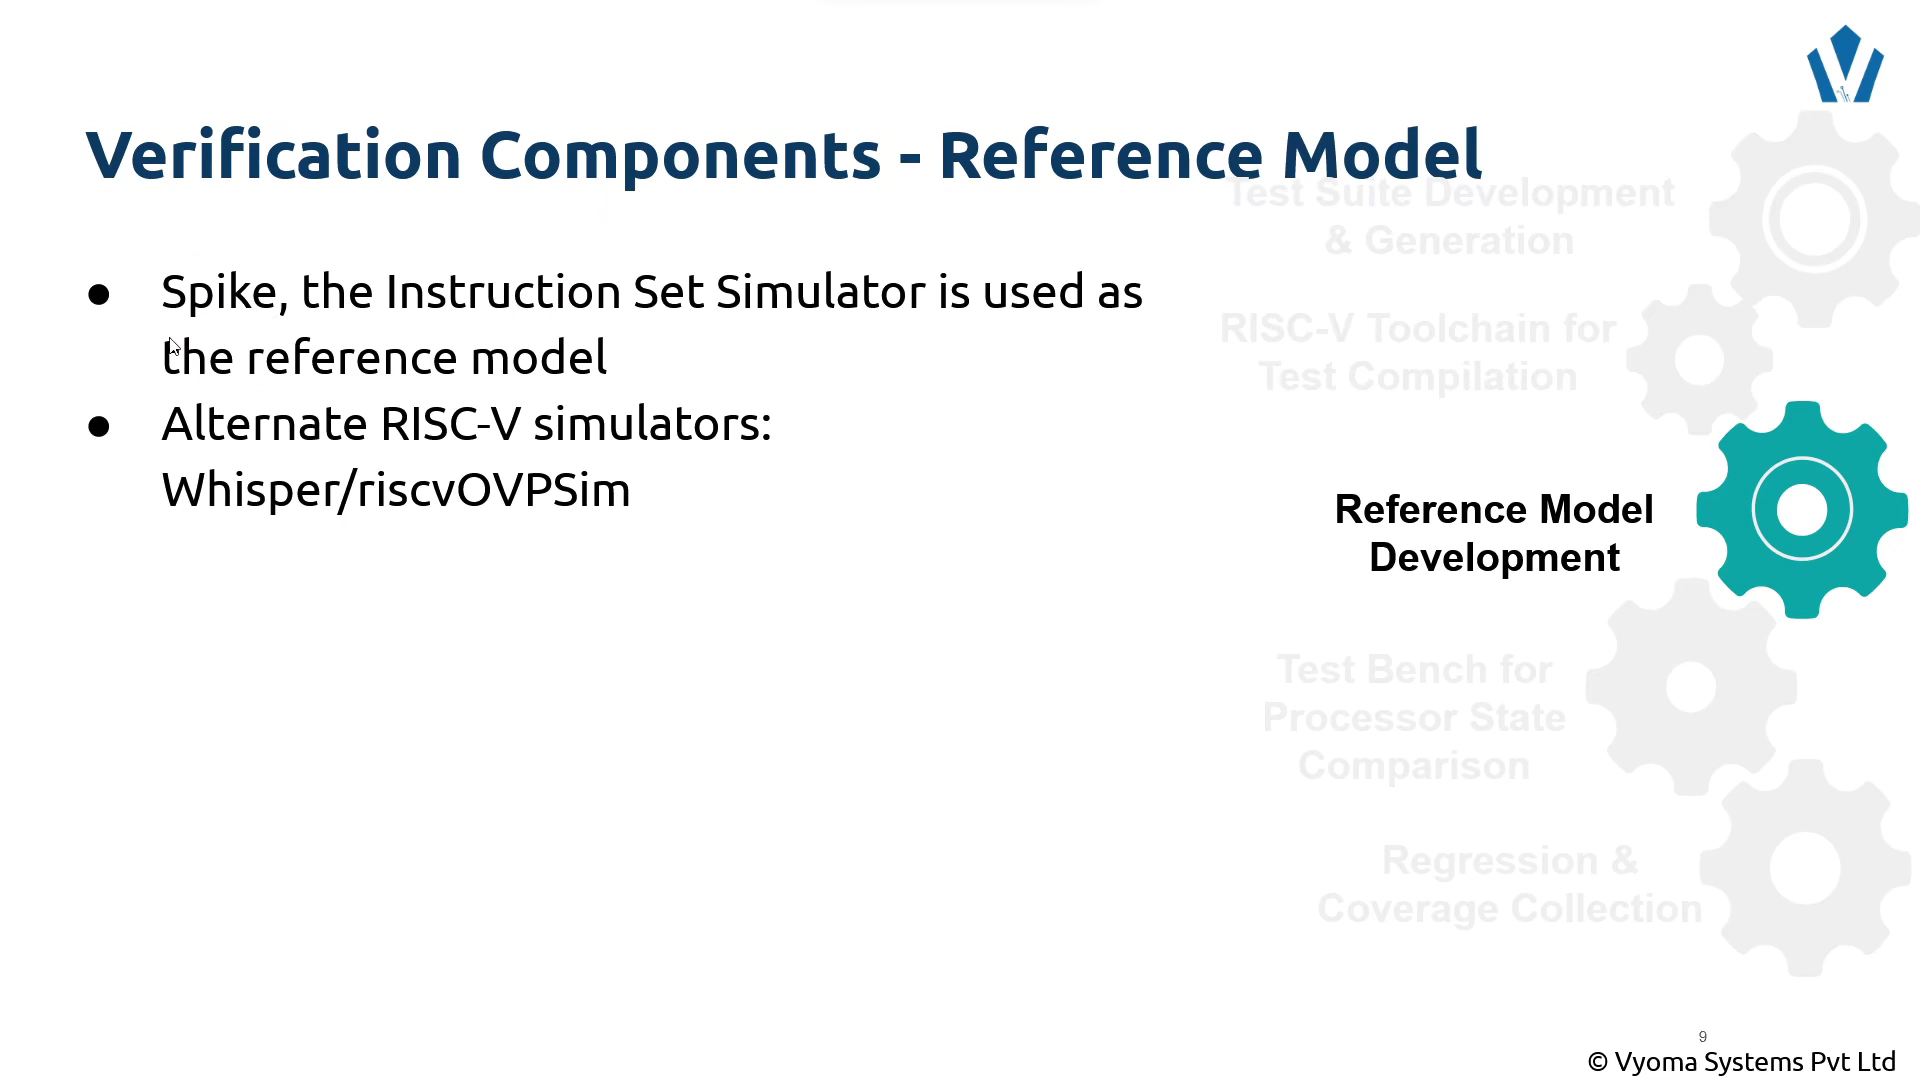 Verification Components - Reference Model
● Spike, the Instruction Set Simulator is used as
the reference model
● Alternate RISC-V simulators:
Whisper/riscvOVPSim
Test Suite Development
& Generation
RISC-V Toolchain for
Test Compilation
Reference Model
Development
Test Bench for
Processor State
Comparison
Regression &
Coverage Collection
9
© Vyoma Systems Pvt Ltd